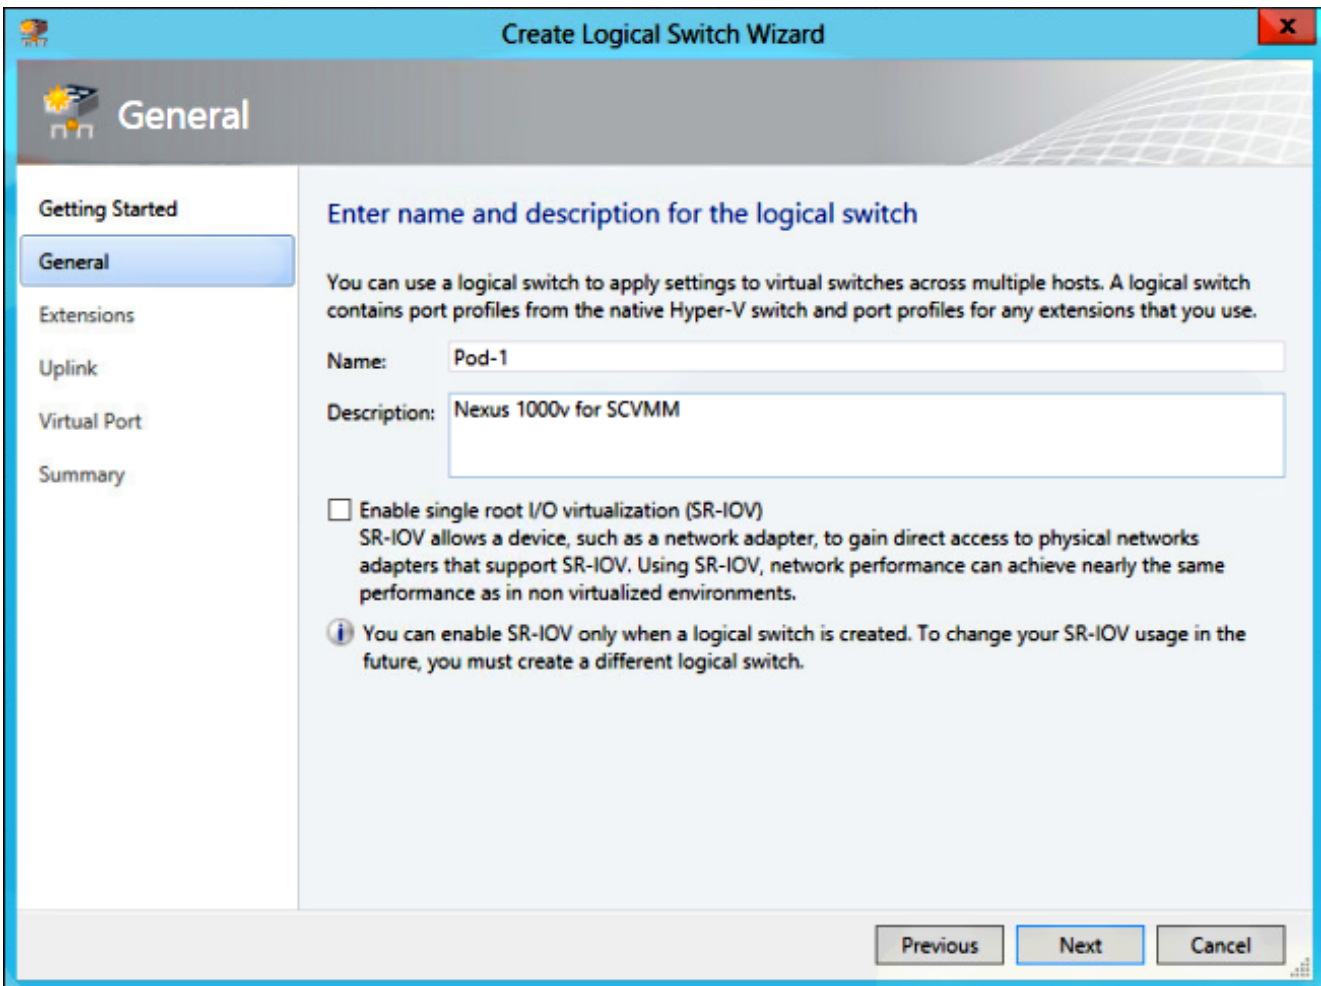 Create Logical Switch Wizard
x
General
Getting Started
General
Extensions
Uplink
Virtual Port
Summary
Enter name and description for the logical switch
You can use a logical switch to apply settings to virtual switches across multiple hosts. A logical switch
contains port profiles from the native Hyper-V switch and port profiles for any extensions that you use.
Name: Pod-1
Description: Nexus 1000v for SCVMM
Enable single root I/O virtualization (SR-IOV)
SR-IOV allows a device, such as a network adapter, to gain direct access to physical networks
adapters that support SR-IOV. Using SR-IOV, network performance can achieve nearly the same
performance as in non virtualized environments.
You can enable SR-IOV only when a logical switch is created. To change your SR-IOV usage in the
future, you must create a different logical switch.
Previous Next Cancel